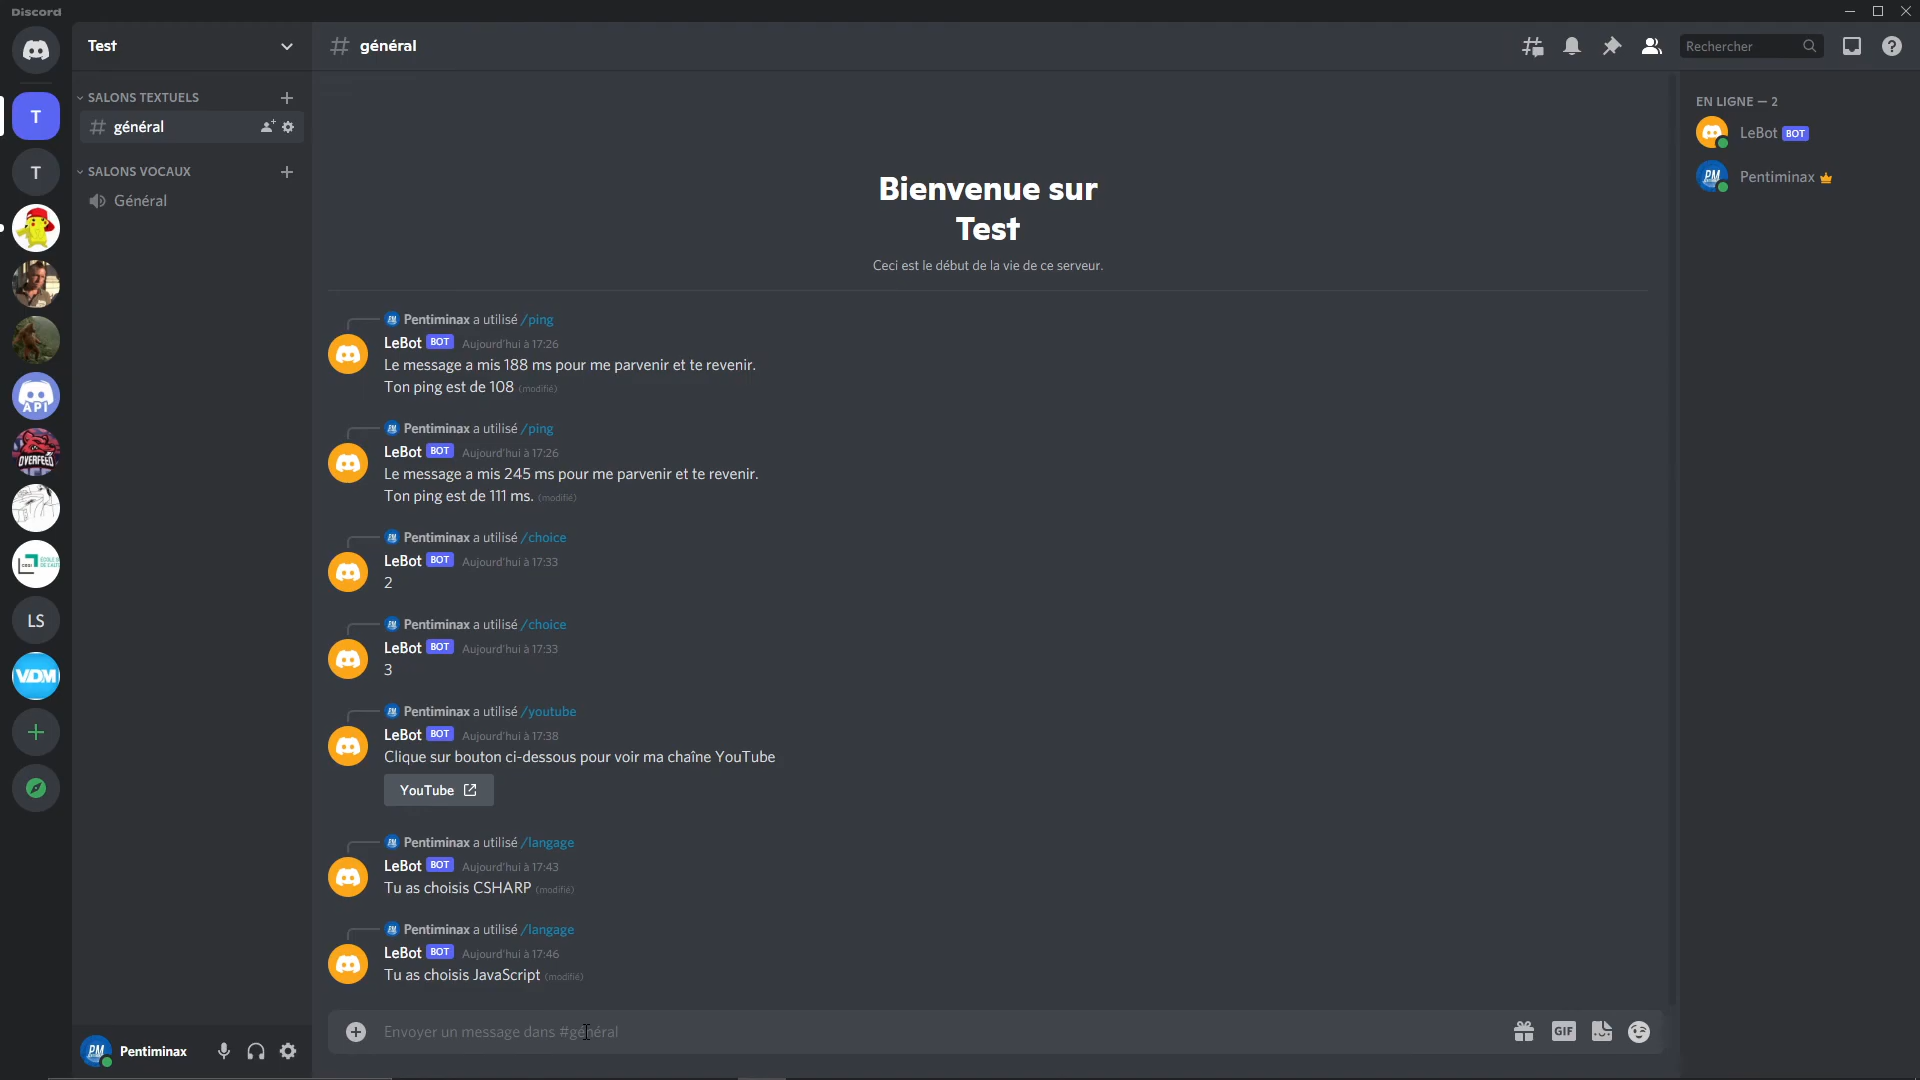 Discord
Test
général
Rechercher
T
SALONS TEXTUELS
général
T
SALONS VOCAUX
Général
API
OVERFEED
LS
VDM
Pentiminax
Bienvenue sur
Test
Ceci est le début de la vie de ce serveur.
Pentiminax a utilisé /ping
LeBot BOT Aujourd'hui à 17:26
Le message a mis 188 ms pour me parvenir et te revenir.
Ton ping est de 108 (modifié)
Pentiminax a utilisé /ping
LeBot BOT Aujourd'hui à 17:26
Le message a mis 245 ms pour me parvenir et te revenir.
Ton ping est de 111 ms. (modifié)
Pentiminax a utilisé /choice
LeBot BOT Aujourd'hui à 17:33
2
Pentiminax a utilisé /choice
LeBot BOT Aujourd'hui à 17:33
3
Pentiminax a utilisé /youtube
LeBot BOT Aujourd'hui à 17:38
Clique sur bouton ci-dessous pour voir ma chaîne YouTube
YouTube
Pentiminax a utilisé /langage
LeBot BOT Aujourd'hui à 17:43
Tu as choisis CSHARP (modifié)
Pentiminax a utilisé /langage
LeBot BOT Aujourd'hui à 17:46
Tu as choisis JavaScript (modifié)
Envoyer un message dans #général
GIF
EN LIGNE — 2
LeBot BOT
PM Pentiminax